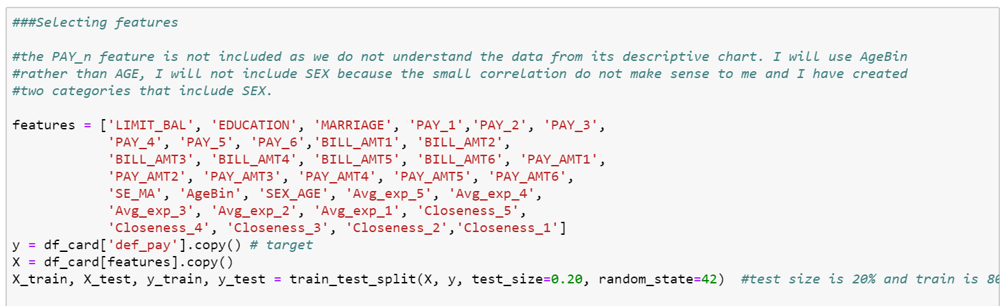 ###Selecting features
#the PAY_n feature is not included as we do not understand the data from its descriptive chart. I will use AgeBin
#rather than AGE, I will not include SEX because the small correlation do not make sense to me and I have created
#two categories that include SEX.
features = ['LIMIT_BAL', 'EDUCATION', 'MARRIAGE', 'PAY_1','PAY_2', 'PAY_3',
'PAY_4', 'PAY_5', 'PAY_6','BILL_AMT1', 'BILL_AMT2',
'BILL_AMT3', 'BILL_AMT4', 'BILL_AMT5', 'BILL_AMT6', 'PAY_AMT1',
'PAY_AMT2', 'PAY_AMT3', 'PAY_AMT4', 'PAY_AMT5', 'PAY_AMT6',
'SE_MA', 'AgeBin', 'SEX_AGE', 'Avg_exp_5', 'Avg_exp_4',
'Avg_exp_3', 'Avg_exp_2', 'Avg_exp_1', 'Closeness_5',
'Closeness_4', 'Closeness_3', 'Closeness_2','Closeness_1']
y = df_card['def_pay'].copy() # target
X = df_card[features].copy()
X_train, X_test, y_train, y_test = train_test_split(X, y, test_size=0.20, random_state=42) #test size is 20% and train is